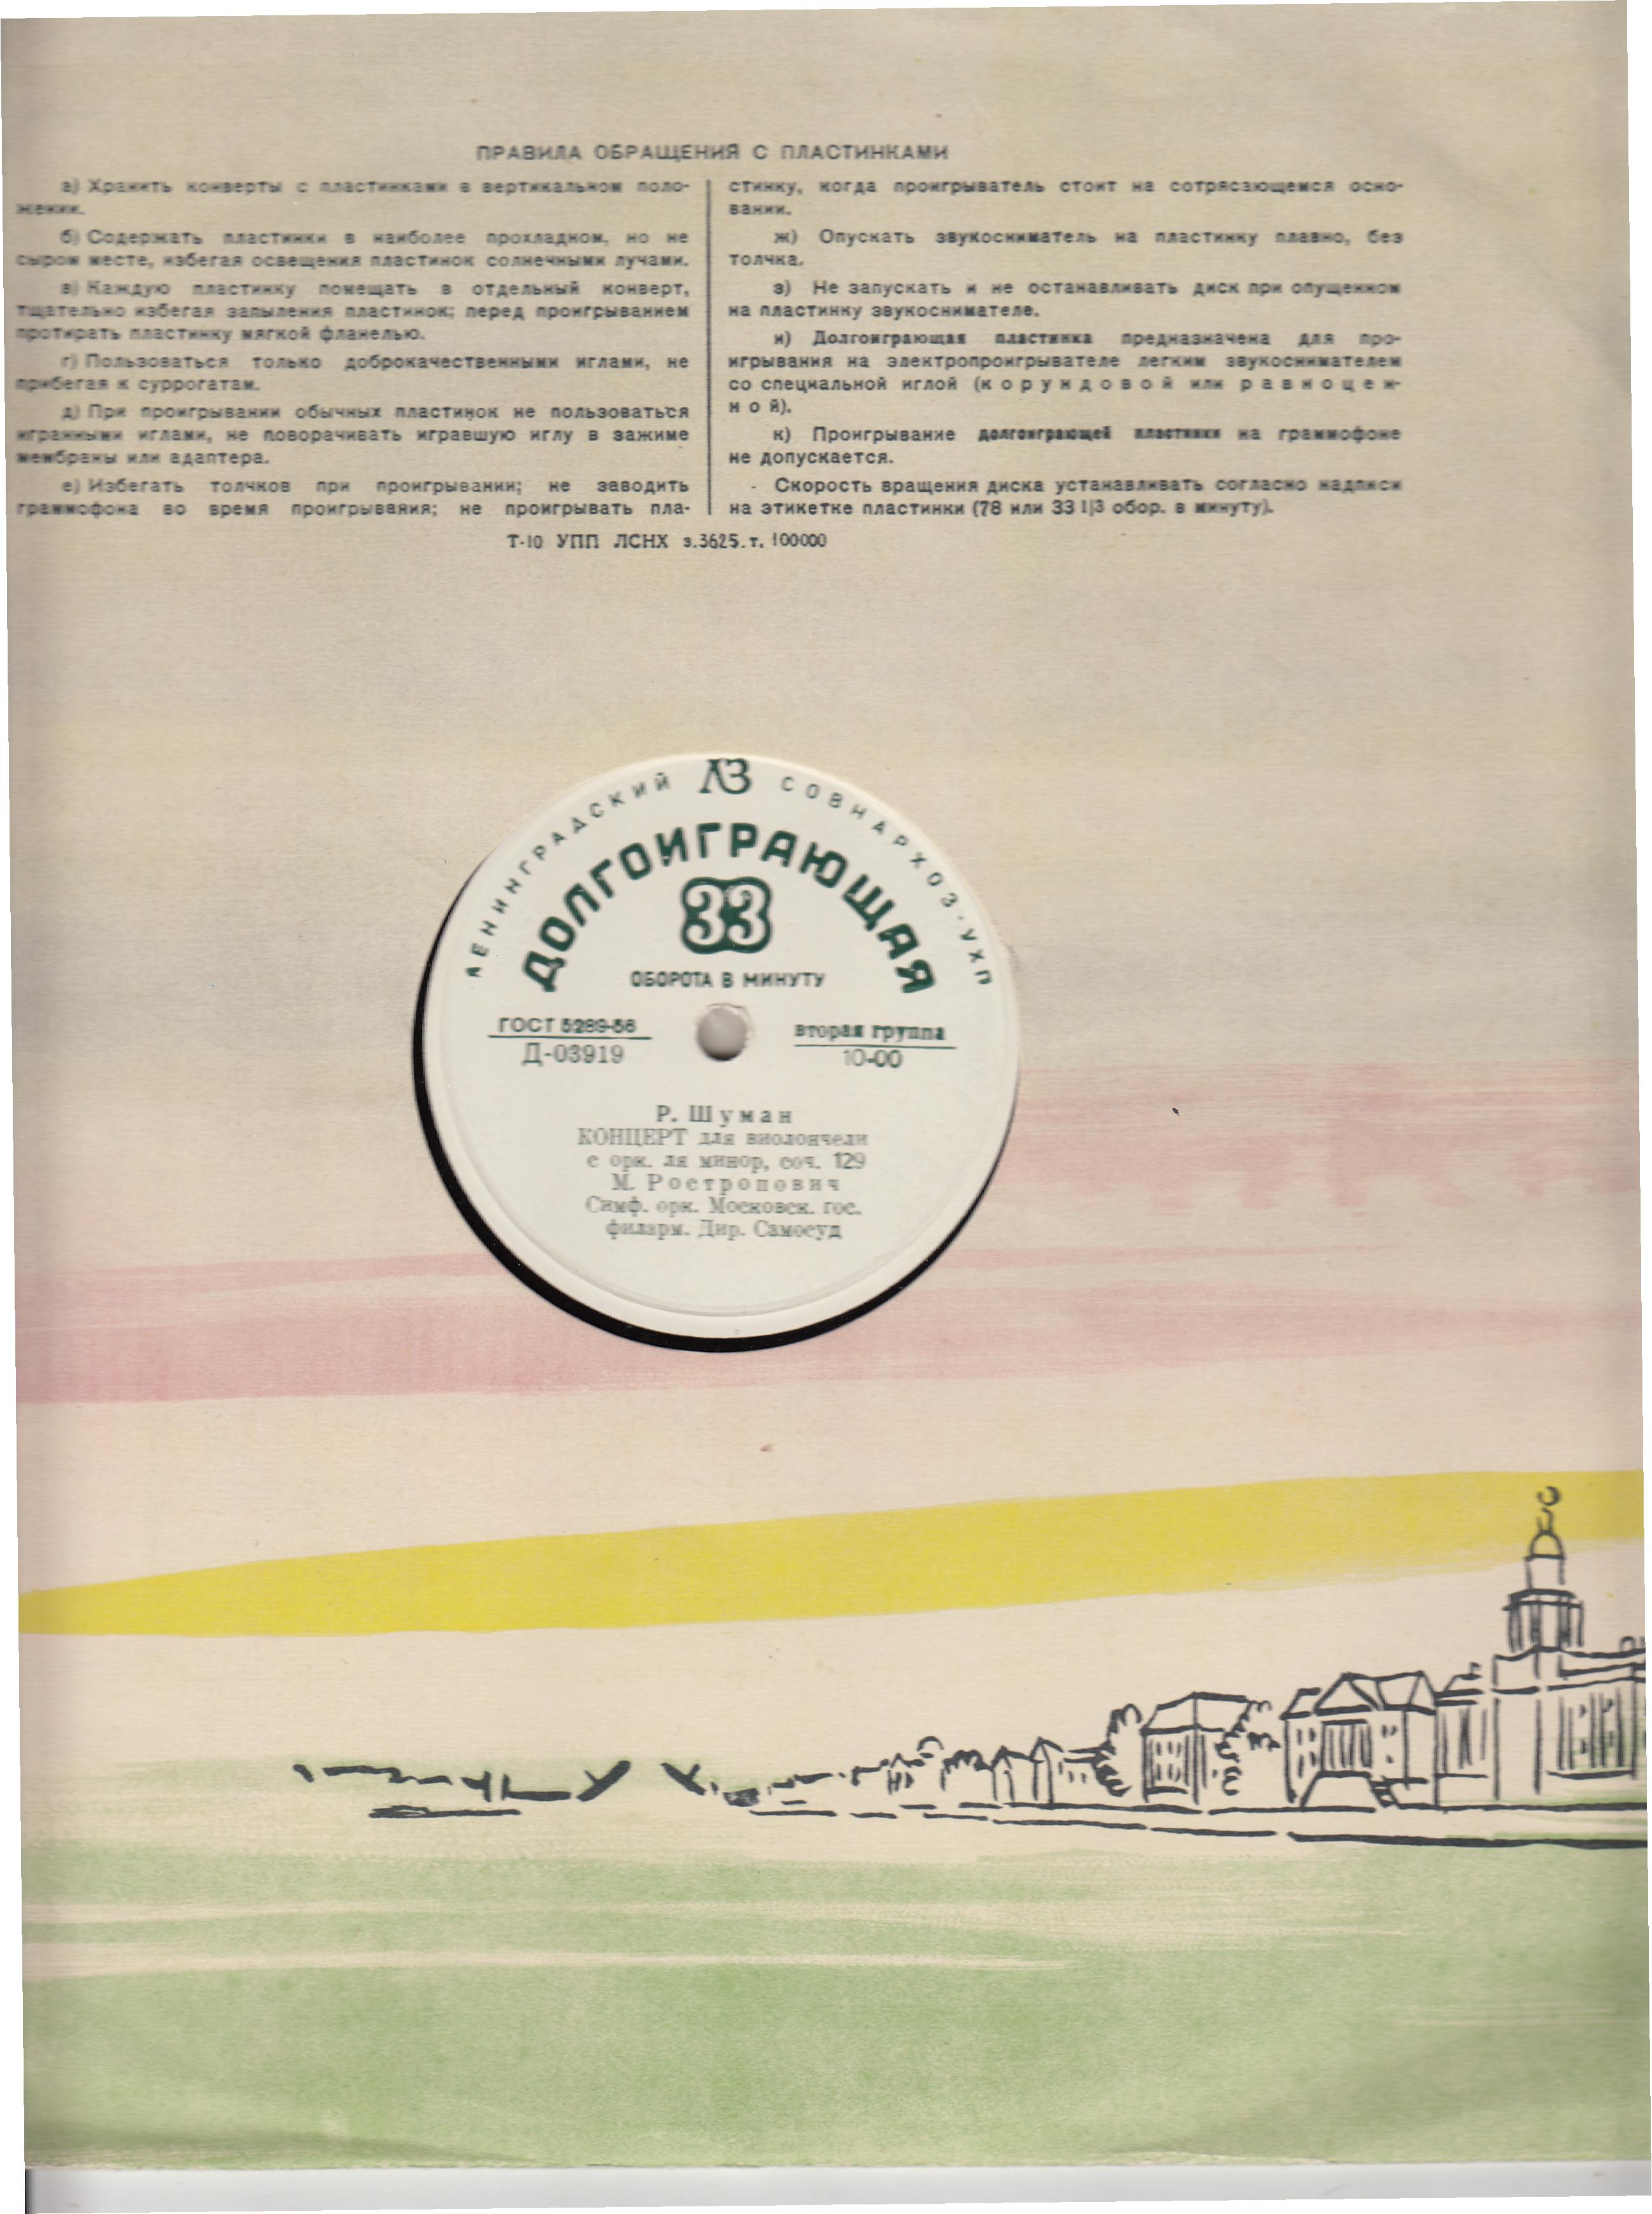 ПРАВИЛА ОБРАЩЕНИЯ С ПЛАСТИНКАМИ
а) Хранить конверты с пластинками в вертикальном поло-
жении.
б) Содержать пластинки в наиболее прохладном, но не
сыром месте, избегая освещения пластинок солнечными лучами.
в) Каждую пластинку помещать в отдельный конверт,
тщательно избегая запыления пластинок; перед проигрыванием
протирать пластинку мягкой фланелью.
г) Пользоваться только доброкачественными иглами, не
прибегая к суррогатам.
д) При проигрывании обычных пластинок не пользоваться
игранными иглами, не поворачивать игравшую иглу в зажиме
мембраны или адаптера.
е) Избегать толчков при проигрывании; не заводить
граммофона во время проигрывания; не проигрывать пла-
стинку, когда проигрыватель стоит на сотрясающемся осно-
вании.
ж) Опускать звукосниматель на пластинку плавно, без
толчка.
з) Не запускать и не останавливать диск при опущенном
на пластинку звукоснимателе.
и) Долгоиграющая пластинка предназначена для про-
игрывания на электропроигрывателе легким звукоснимателем
со специальной иглой (корундовой или равноцен-
ной).
к) Проигрывание долгоиграющей пластинки на граммофоне
не допускается.
Скорость вращения диска устанавливать согласно надписи
на этикетке пластинки (78 или 33 1|3 обор. в минуту).
Т-10 УПП ЛСНХ з.3625. т. 100000
ЛЕНИНГРАДСКИЙ ЛЗ СОВНАРХОЗ·УХП
ДОЛГОИГРАЮЩАЯ
33
ОБОРОТА В МИНУТУ
ГОСТ 5289-56
Д-03919
вторая группа
10-00
Р. Шуман
КОНЦЕРТ для виолончели
с орк. ля минор, соч. 129
М. Ростропович
Симф. орк. Московск. гос.
филарм. Дир. Самосуд